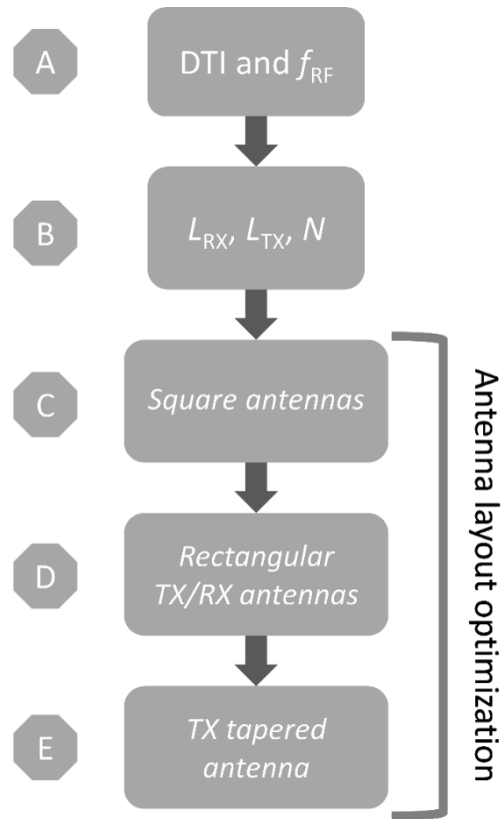 A
DTI and fRF
B
LRX, LTX, N
C
Square antennas
D
Rectangular
TX/RX antennas
E
TX tapered
antenna
Antenna layout optimization